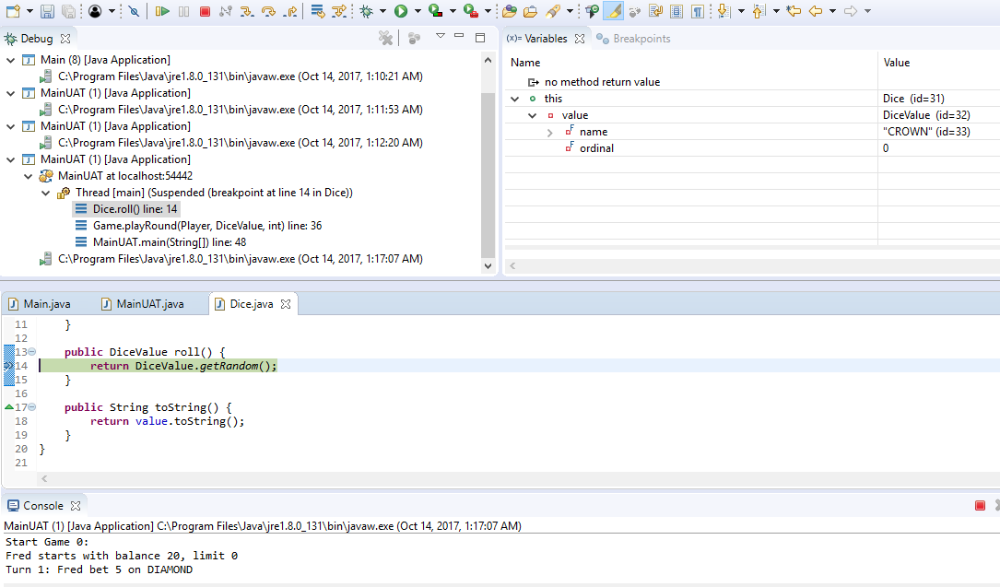 Debug
Main (8) [Java Application]
C:\Program Files\Java\jre1.8.0_131\bin\javaw.exe (Oct 14, 2017, 1:10:21 AM)
MainUAT (1) [Java Application]
C:\Program Files\Java\jre1.8.0_131\bin\javaw.exe (Oct 14, 2017, 1:11:53 AM)
MainUAT (1) [Java Application]
C:\Program Files\Java\jre1.8.0_131\bin\javaw.exe (Oct 14, 2017, 1:12:20 AM)
MainUAT (1) [Java Application]
MainUAT at localhost:54442
Thread [main] (Suspended (breakpoint at line 14 in Dice))
Dice.roll() line: 14
Game.playRound(Player, DiceValue, int) line: 36
MainUAT.main(String[]) line: 48
C:\Program Files\Java\jre1.8.0_131\bin\javaw.exe (Oct 14, 2017, 1:17:07 AM)
(x)= Variables Breakpoints
Name Value
no method return value
this Dice (id=31)
value DiceValue (id=32)
name "CROWN" (id=33)
ordinal 0
Main.java MainUAT.java Dice.java
11 }
12
13 public DiceValue roll() {
14 return DiceValue.getRandom();
15 }
16
17 public String toString() {
18 return value.toString();
19 }
20 }
21
Console
MainUAT (1) [Java Application] C:\Program Files\Java\jre1.8.0_131\bin\javaw.exe (Oct 14, 2017, 1:17:07 AM)
Start Game 0:
Fred starts with balance 20, limit 0
Turn 1: Fred bet 5 on DIAMOND